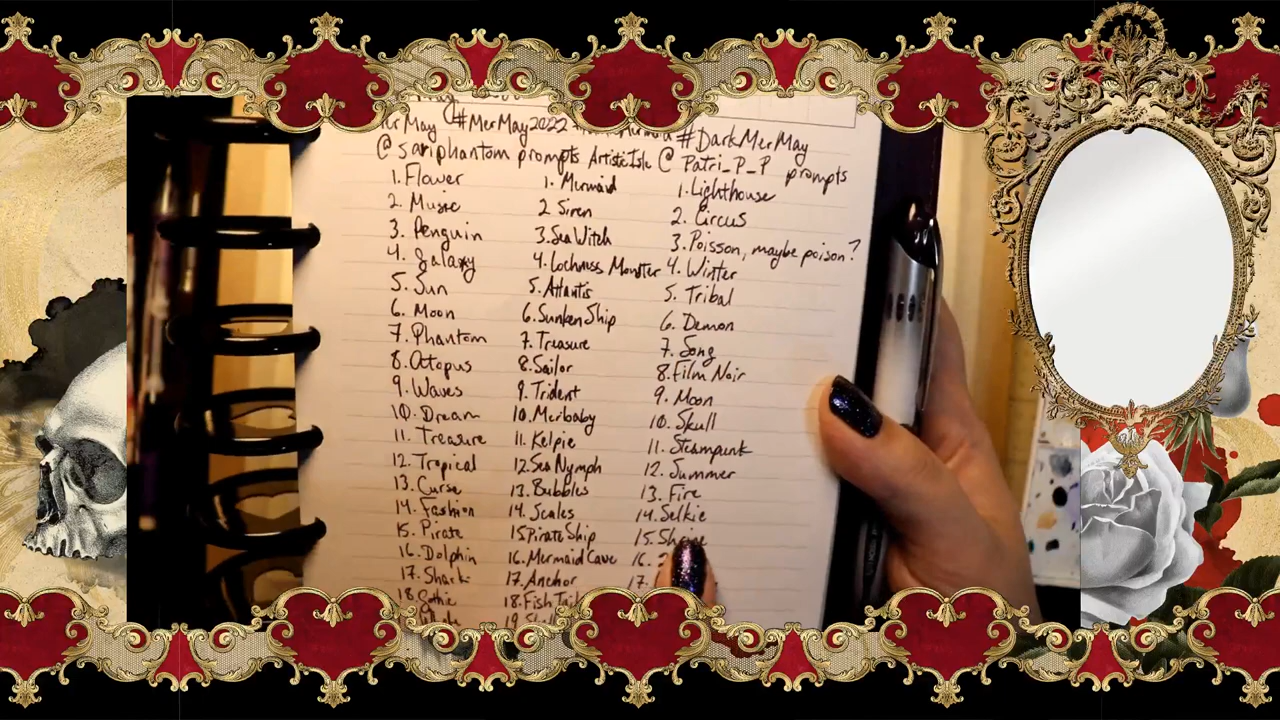 #MerMay2022 #DarkMerMay
@sariphantom prompts ArtisticIsle @Patri_P_P prompts
1. Flower
2. Music
3. Penguin
4. Galaxy
5. Sun
6. Moon
7. Phantom
8. Octopus
9. Waves
10. Dream
11. Treasure
12. Tropical
13. Curse
14. Fashion
15. Pirate
16. Dolphin
17. Shark
18. Gothic
1. Mermaid
2. Siren
3. Sea Witch
4. Lochness Monster
5. Atlantis
6. Sunken Ship
7. Treasure
8. Sailor
9. Trident
10. Merbaby
11. Kelpie
12. Sea Nymph
13. Bubbles
14. Scales
15 Pirate Ship
16. Mermaid Cave
17. Anchor
18. Fish Tail
19.
1. Lighthouse
2. Circus
3. Poisson, maybe poison?
4. Winter
5. Tribal
6. Demon
7. Song
8. Film Noir
9. Moon
10. Skull
11. Steampunk
12. Summer
13. Fire
14. Selkie
15.
16.
17.